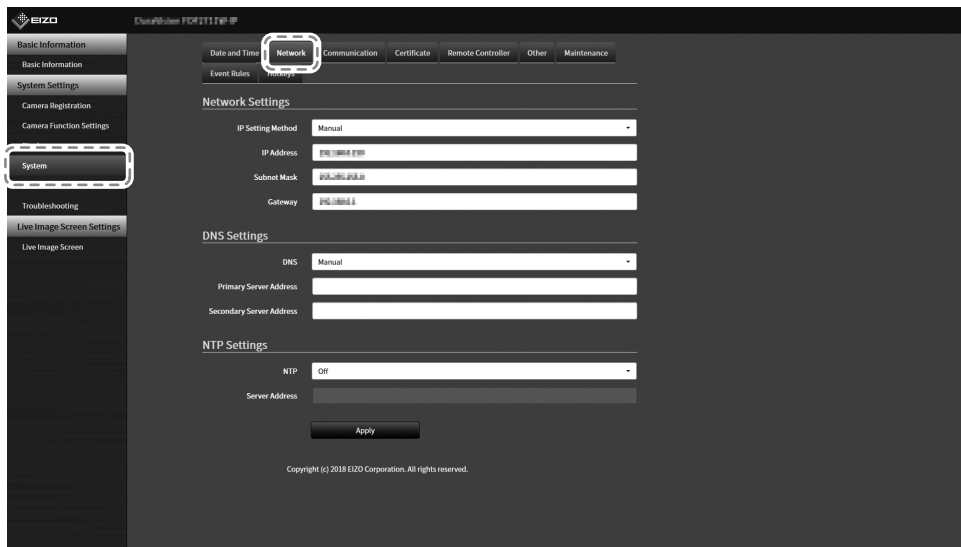 EIZO
Basic Information
Basic Information
System Settings
Camera Registration
Camera Function Settings
System
Troubleshooting
Live Image Screen Settings
Live Image Screen
Date and Time Network Communication Certificate Remote Controller Other Maintenance
Event Rules Hotkeys
Network Settings
IP Setting Method Manual
IP Address
Subnet Mask
Gateway
DNS Settings
DNS Manual
Primary Server Address
Secondary Server Address
NTP Settings
NTP Off
Server Address
Apply
Copyright (c) 2018 EIZO Corporation. All rights reserved.